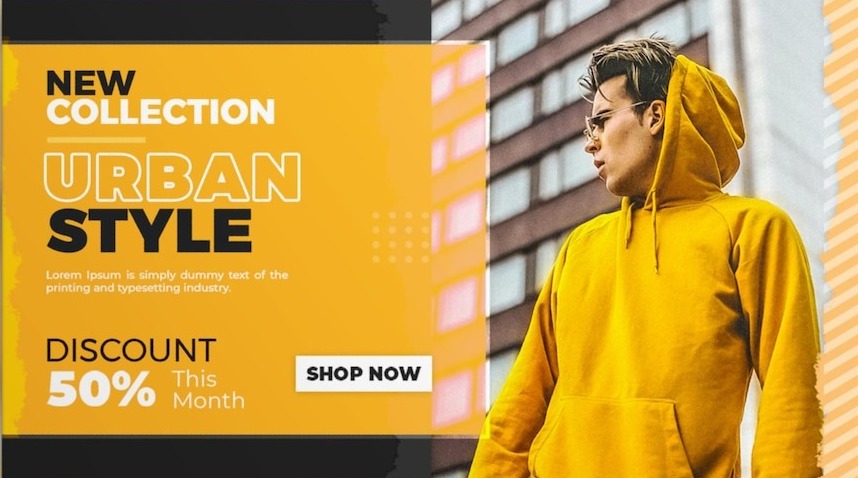 NEW
COLLECTION
URBAN
STYLE
Lorem Ipsum is simply dummy text of the
printing and typesetting industry.
DISCOUNT
50% This
Month
SHOP NOW